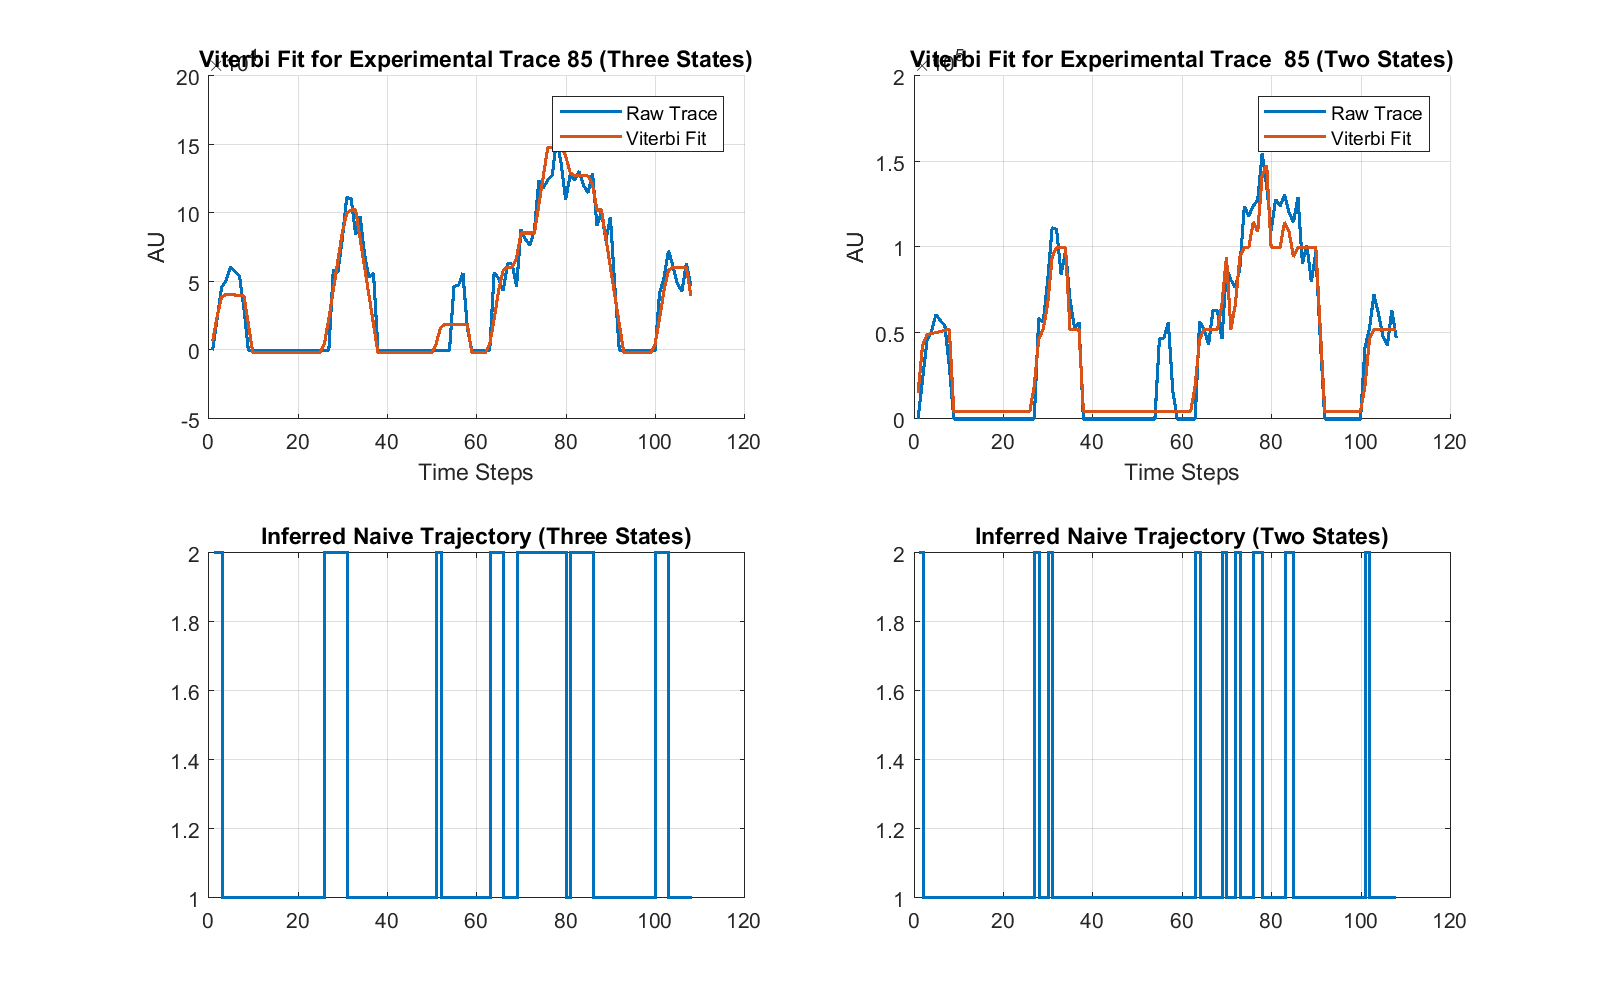 Viterbi Fit for Experimental Trace 85 (Three States)
20
15
10
5
0
-5
AU
Raw Trace
Viterbi Fit
0 20 40 60 80 100 120
Time Steps
Viterbi Fit for Experimental Trace  85 (Two States)
2
1.5
1
0.5
0
AU
Raw Trace
Viterbi Fit
0 20 40 60 80 100 120
Time Steps
Inferred Naive Trajectory (Three States)
2
1.8
1.6
1.4
1.2
1
0 20 40 60 80 100 120
Inferred Naive Trajectory (Two States)
2
1.8
1.6
1.4
1.2
1
0 20 40 60 80 100 120